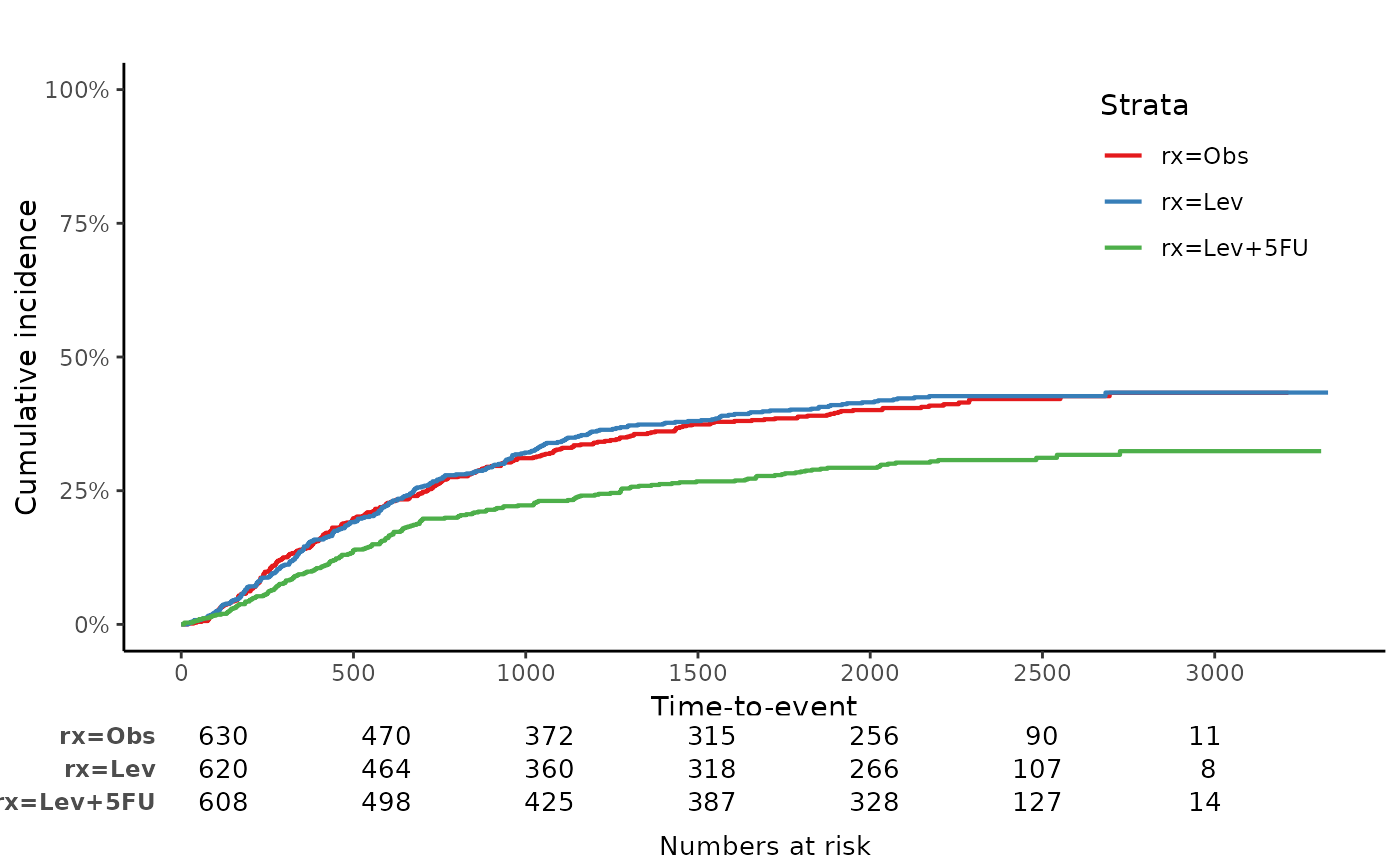 100%
75%
50%
25%
0%
Cumulative incidence
Strata
rx=Obs
rx=Lev
rx=Lev+5FU
0 500 1000 1500 2000 2500 3000
Time-to-event
rx=Obs 630 470 372 315 256 90 11
rx=Lev 620 464 360 318 266 107 8
rx=Lev+5FU 608 498 425 387 328 127 14
Numbers at risk